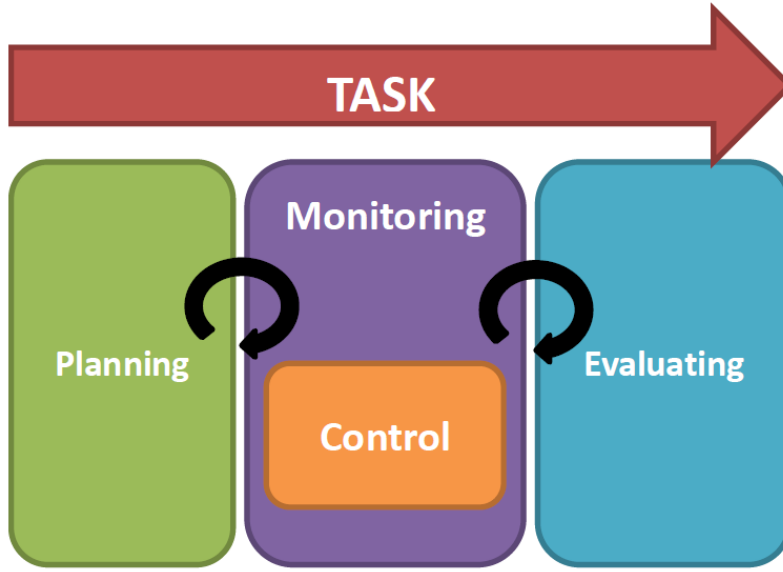 TASK
Monitoring
Planning
Evaluating
Control